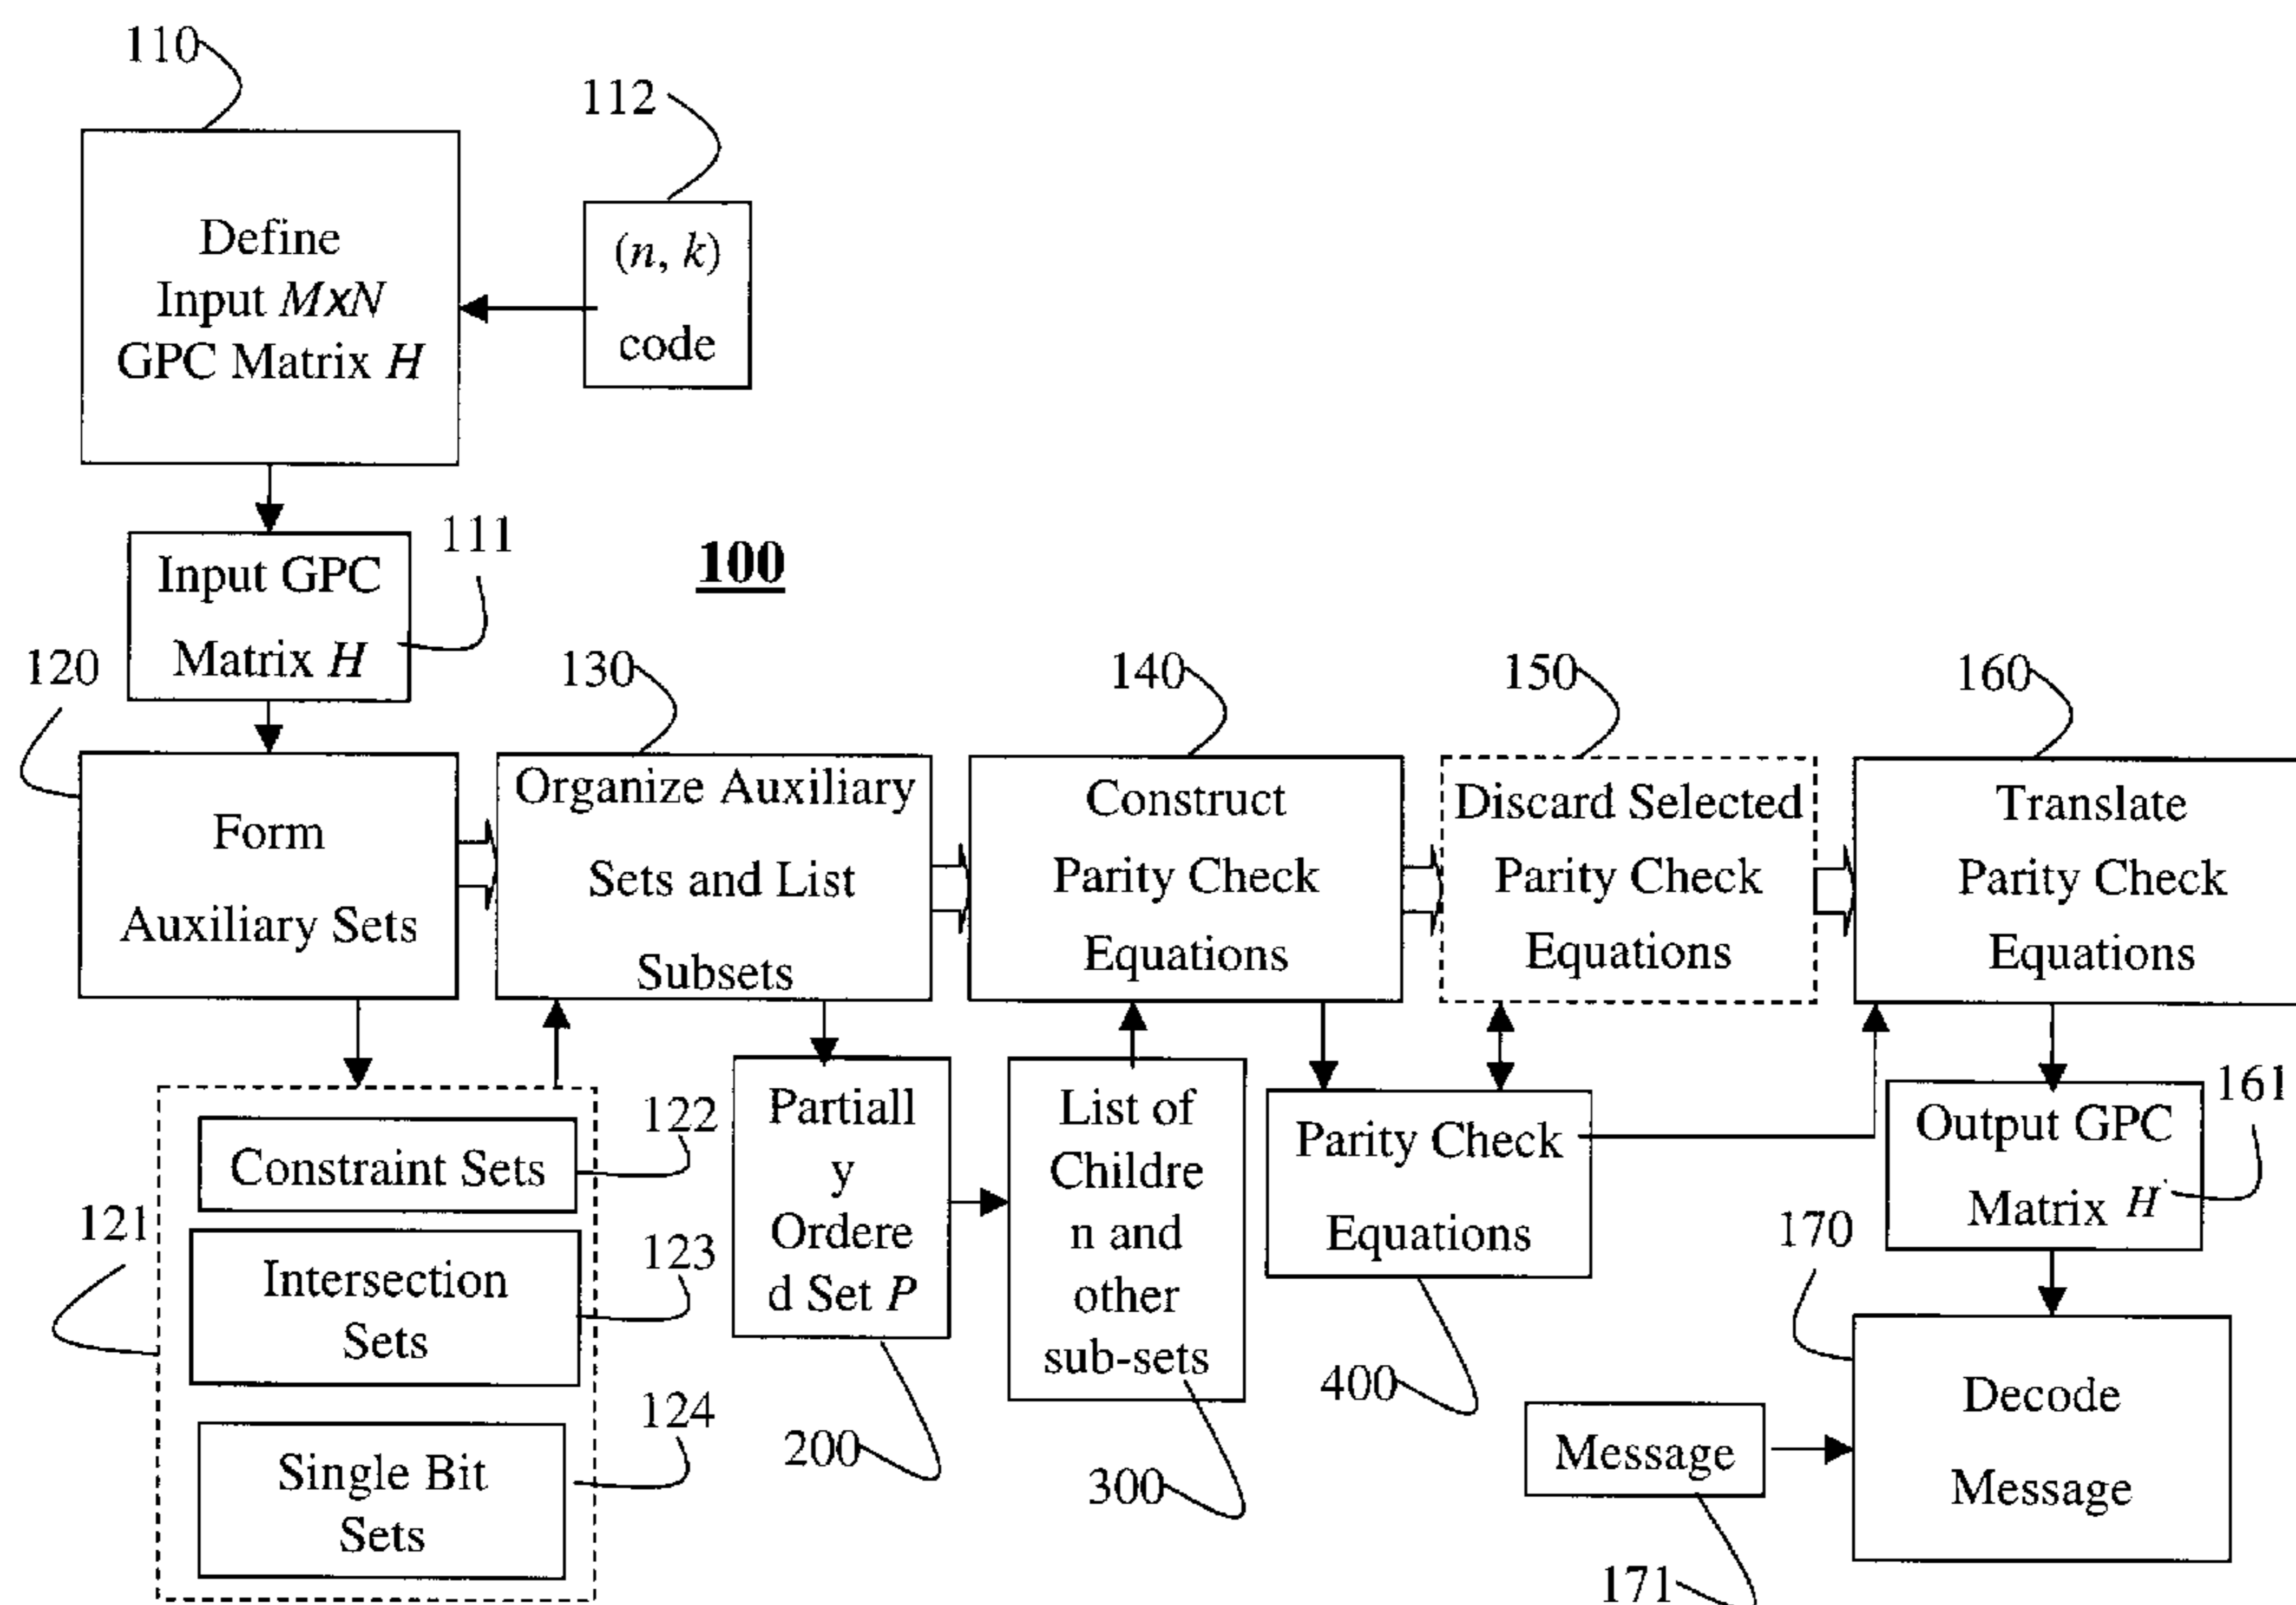 110
112
Define
Input MxN
GPC Matrix H
(n, k)
code
Input GPC
Matrix H
111
100
120
130
140
150
160
Form
Auxiliary Sets
Organize Auxiliary
Sets and List
Subsets
Construct
Parity Check
Equations
Discard Selected
Parity Check
Equations
Translate
Parity Check
Equations
121
Constraint Sets
122
Intersection
Sets
123
Single Bit
Sets
124
Partiall
y
Ordere
d Set P
200
List of
Childre
n and
other
sub-sets
300
Parity Check
Equations
400
Output GPC
Matrix H'
161
170
Message
171
Decode
Message